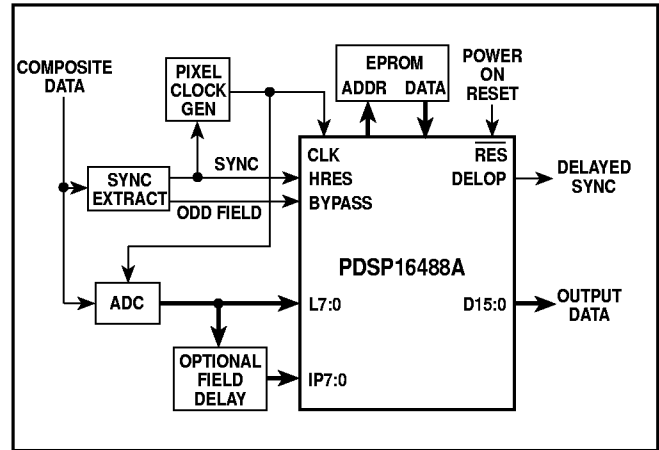 COMPOSITE
DATA
PIXEL
CLOCK
GEN
EPROM
ADDR DATA
POWER
ON
RESET
SYNC
EXTRACT
SYNC
ODD FIELD
CLK
HRES
BYPASS
RES
DELOP
DELAYED
SYNC
PDSP16488A
ADC
L7:0
D15:0
OUTPUT
DATA
OPTIONAL
FIELD
DELAY
IP7:0